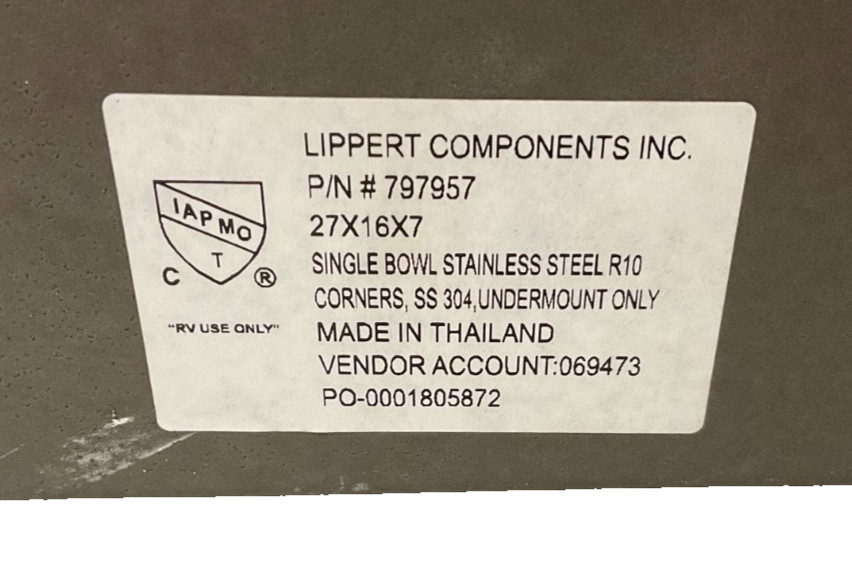 LIPPERT COMPONENTS INC.
P/N # 797957
27X16X7
SINGLE BOWL STAINLESS STEEL R10
CORNERS, SS 304,UNDERMOUNT ONLY
MADE IN THAILAND
VENDOR ACCOUNT:069473
PO-0001805872
IAPMO
T
C ®
"RV USE ONLY"